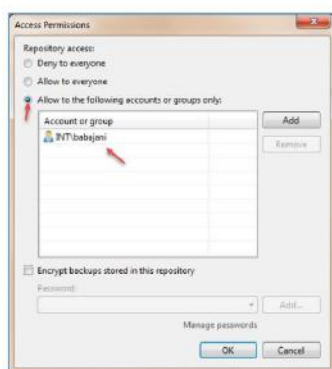 Access Permissions
Repository access:
Deny to everyone
Allow to everyone
Allow to the following accounts or groups only:
Account or group
Add
INT\babajani
Remove
Encrypt backups stored in this repository
Password:
Add...
Manage passwords
OK
Cancel